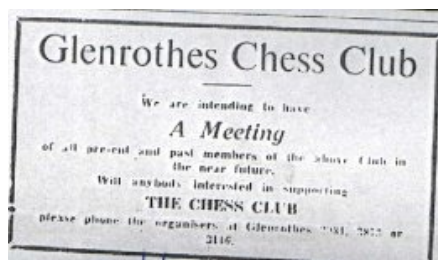 Glenrothes Chess Club
We are intending to have
A Meeting
of all present and past members of the above Club in
the near future.
Will anybody interested in supporting
THE CHESS CLUB
please phone the organisers at Glenrothes or